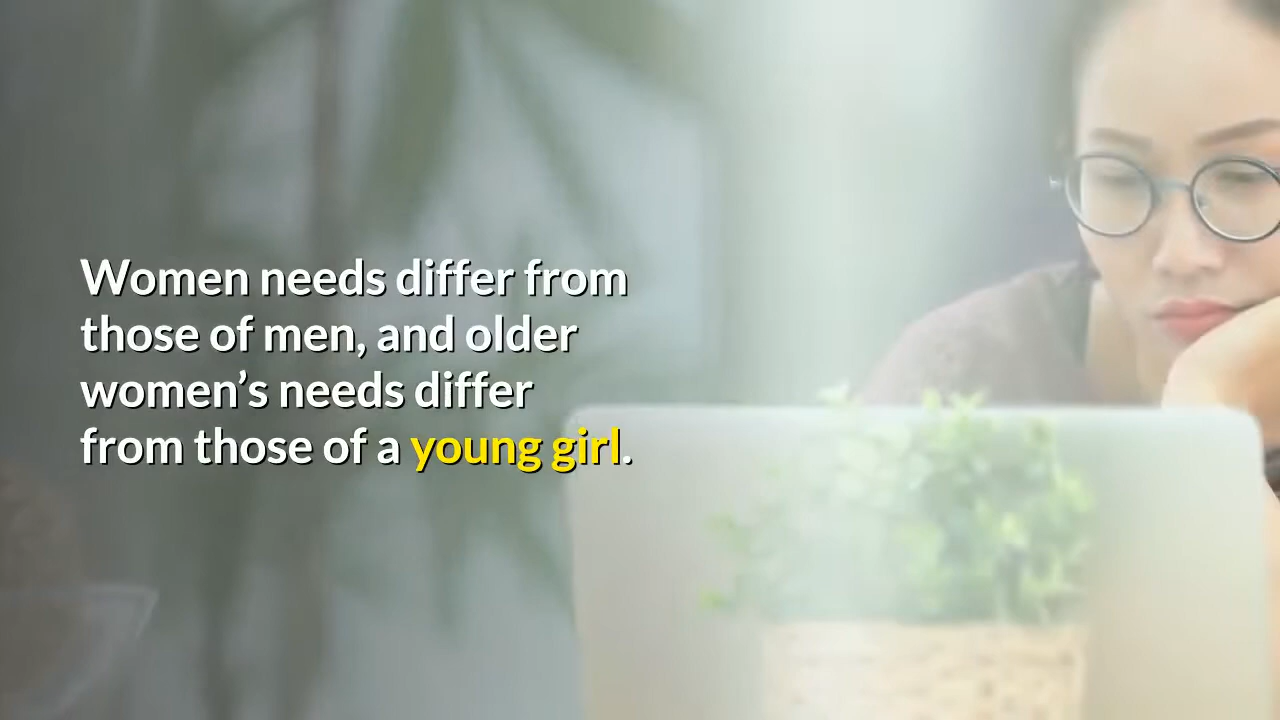 Women needs differ from
those of men, and older
women’s needs differ
from those of a young girl.